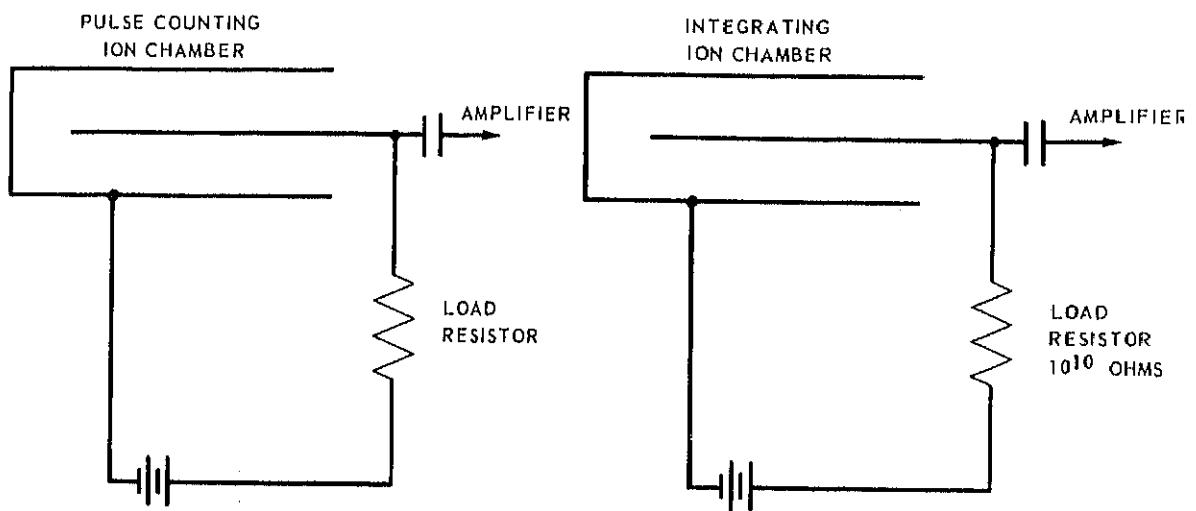 PULSE COUNTING
ION CHAMBER
AMPLIFIER
LOAD
RESISTOR
INTEGRATING
ION CHAMBER
AMPLIFIER
LOAD
RESISTOR
10¹⁰ OHMS